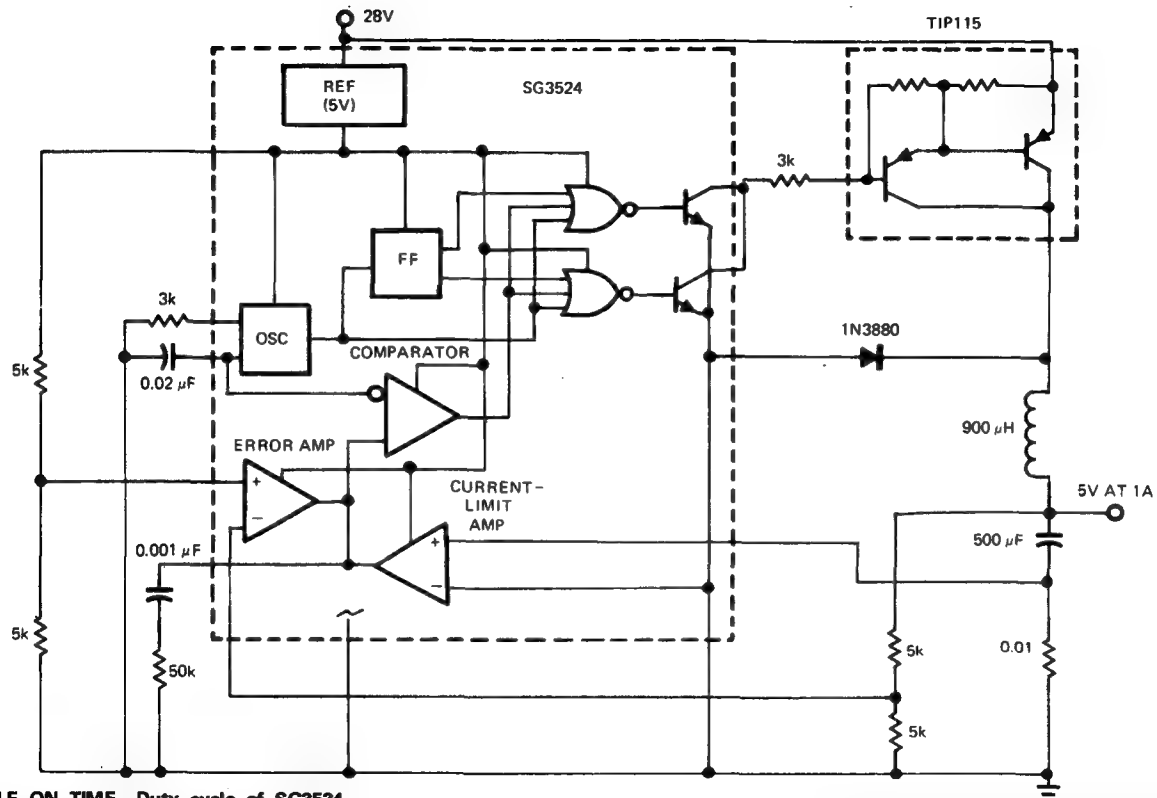 28V
TIP115
REF
(5V)
SG3524
3k
FF
3k
OSC
1N3880
COMPARATOR
5k
0.02 µF
900 µH
ERROR AMP
CURRENT-
LIMIT
AMP
5V AT 1A
+
−
+
−
500 µF
0.001 µF
5k
50k
5k
0.01
5k
ON TIME Duty cycle of SG3524